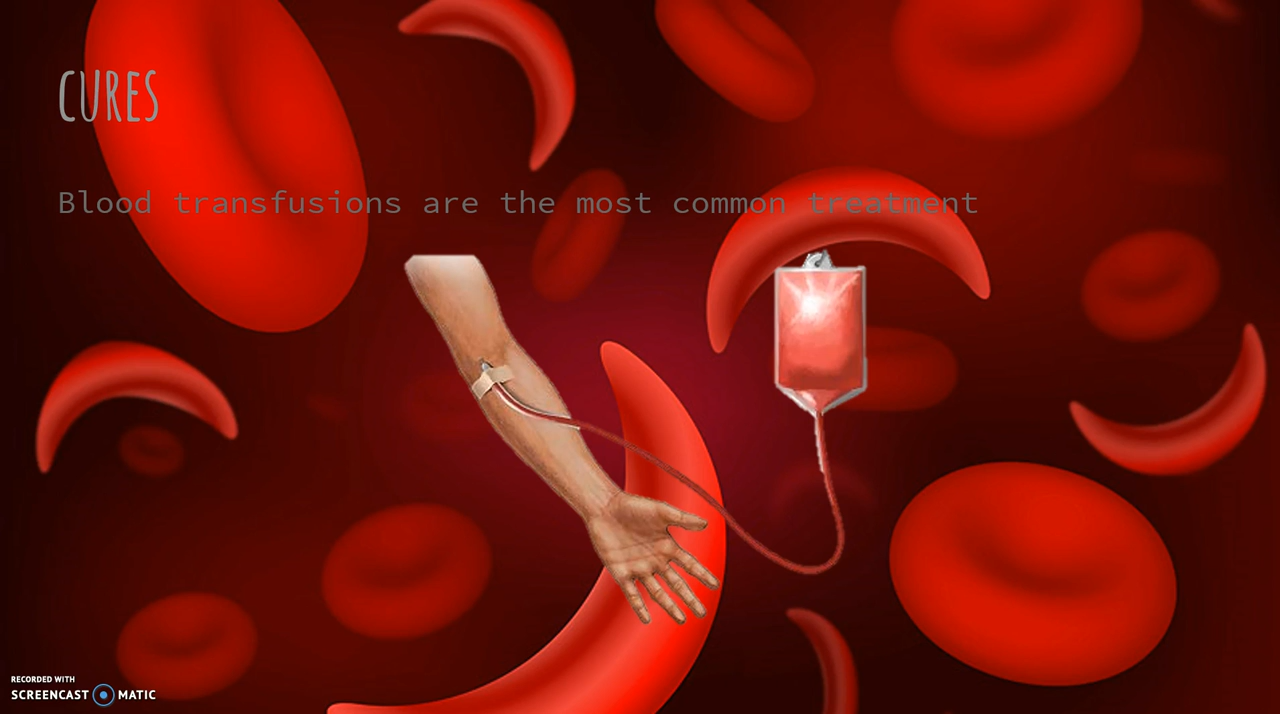 CURES
Blood transfusions are the most common treatment
RECORDED WITH
SCREENCAST MATIC